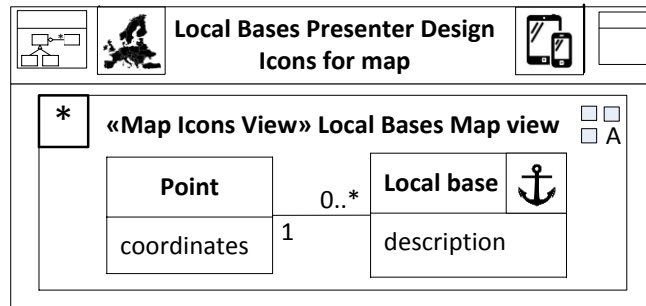 *
Local Bases Presenter Design
Icons for map
*
«Map Icons View» Local Bases Map view
A
Point
0..*
Local base
coordinates
1
description